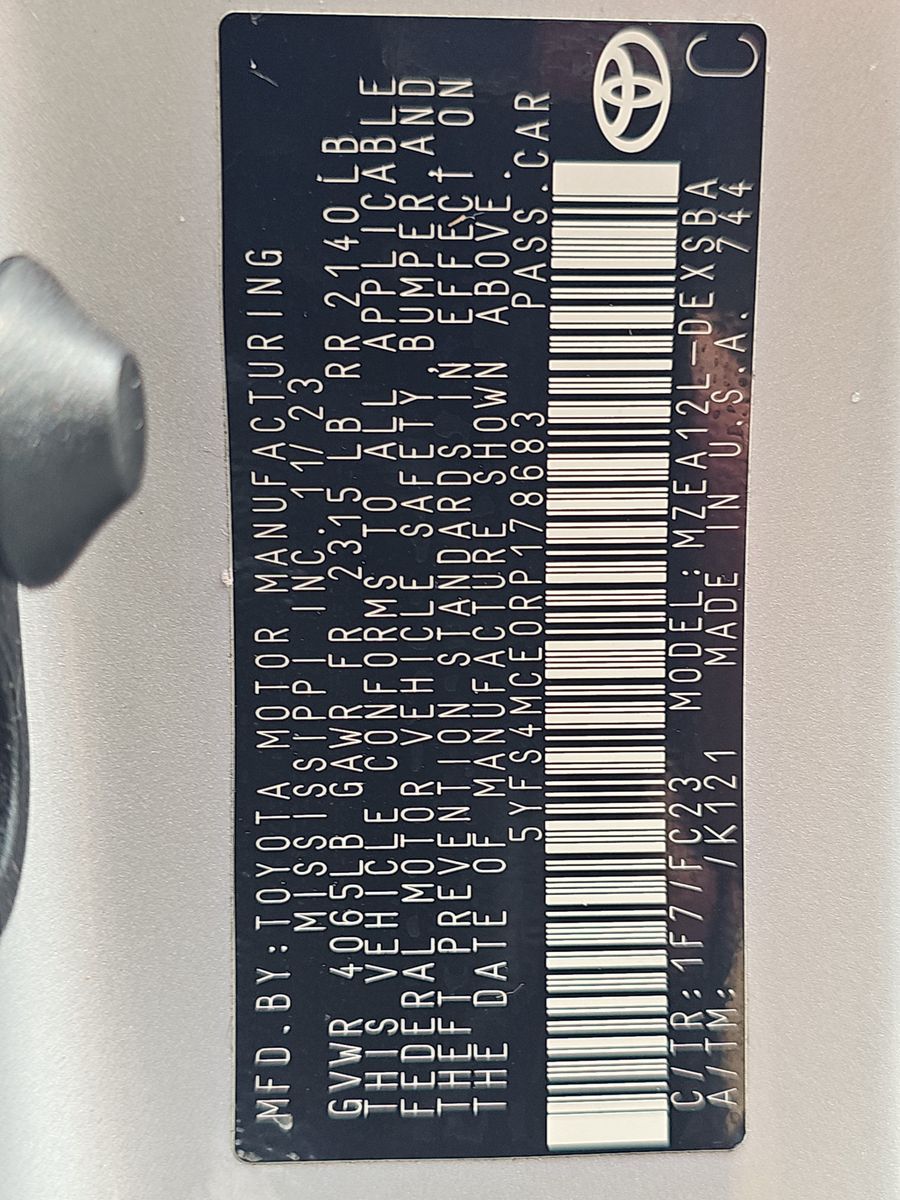 MFD.BY:TOYOTA MOTOR MANUFACTURING
MISSISSIPPI INC 11/23
GVWR 4065LB GAWR FR 2315 LB RR 2140LB
THIS VEHICLE CONFORMS TO ALL APPLICABLE
FEDERAL MOTOR VEHICLE SAFETY BUMPER AND
THEFT PREVENTION STANDARDS IN EFFECT ON
THE DATE OF MANUFACTURE SHOWN ABOVE.
5YFS4MCE0RP178683 PASS.CAR
C/TR:1F7/FC23 MODEL:MZEA12L-DEXSBA
A/TM: /K121 MADE IN U.S.A. 744
C